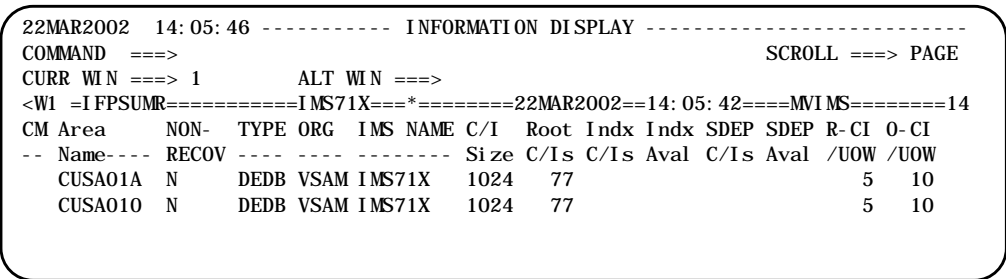 22MAR2002  14:05:46 ----------- INFORMATION DISPLAY ---------------------------
COMMAND  ===>                                                 SCROLL ===> PAGE
CURR WIN ===> 1        ALT WIN ===>
<W1 =IFPSUMR===========IMS71X===*========22MAR2002==14:05:42====MVIMS========14
CM Area     NON-  TYPE ORG  IMS NAME C/I  Root Indx Indx SDEP SDEP R-CI O-CI
-- Name---- RECOV ---- ---- -------- Size C/Is C/Is Aval C/Is Aval /UOW /UOW
   CUSA01A  N     DEDB VSAM IMS71X   1024   77                        5   10
   CUSA010  N     DEDB VSAM IMS71X   1024   77                        5   10